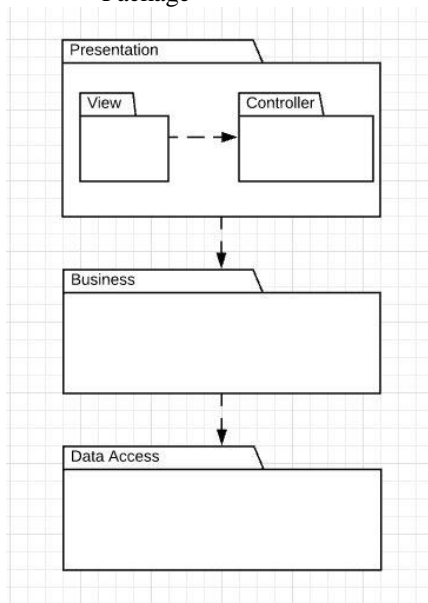 Package
Presentation
View
Controller
Business
Data Access